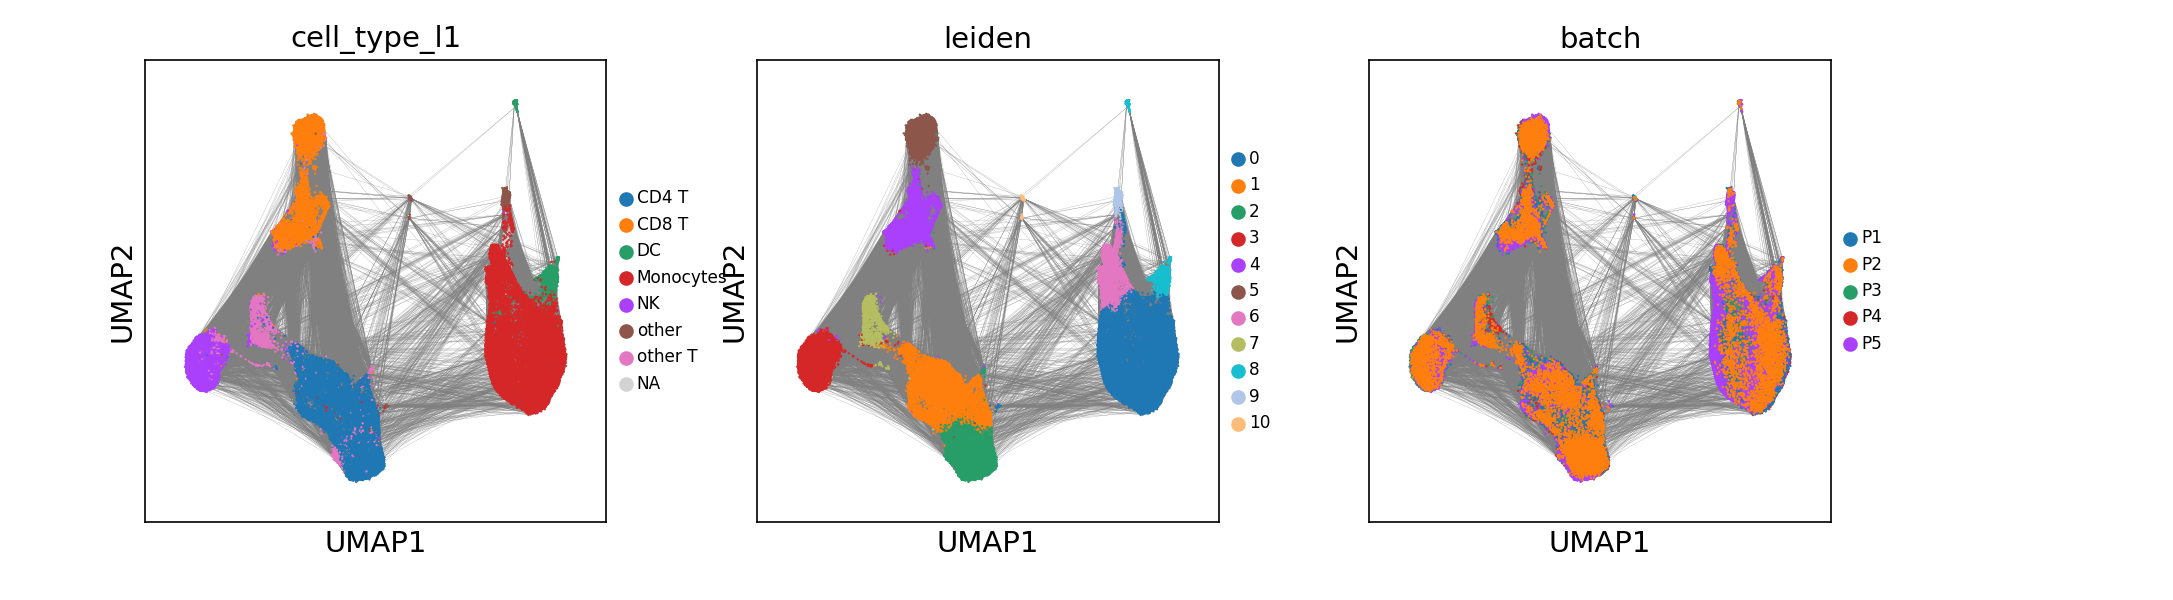 cell_type_l1
UMAP2
UMAP1
CD4 T
CD8 T
DC
Monocytes
NK
other
other T
NA
leiden
UMAP2
UMAP1
0
1
2
3
4
5
6
7
8
9
10
batch
UMAP2
UMAP1
P1
P2
P3
P4
P5